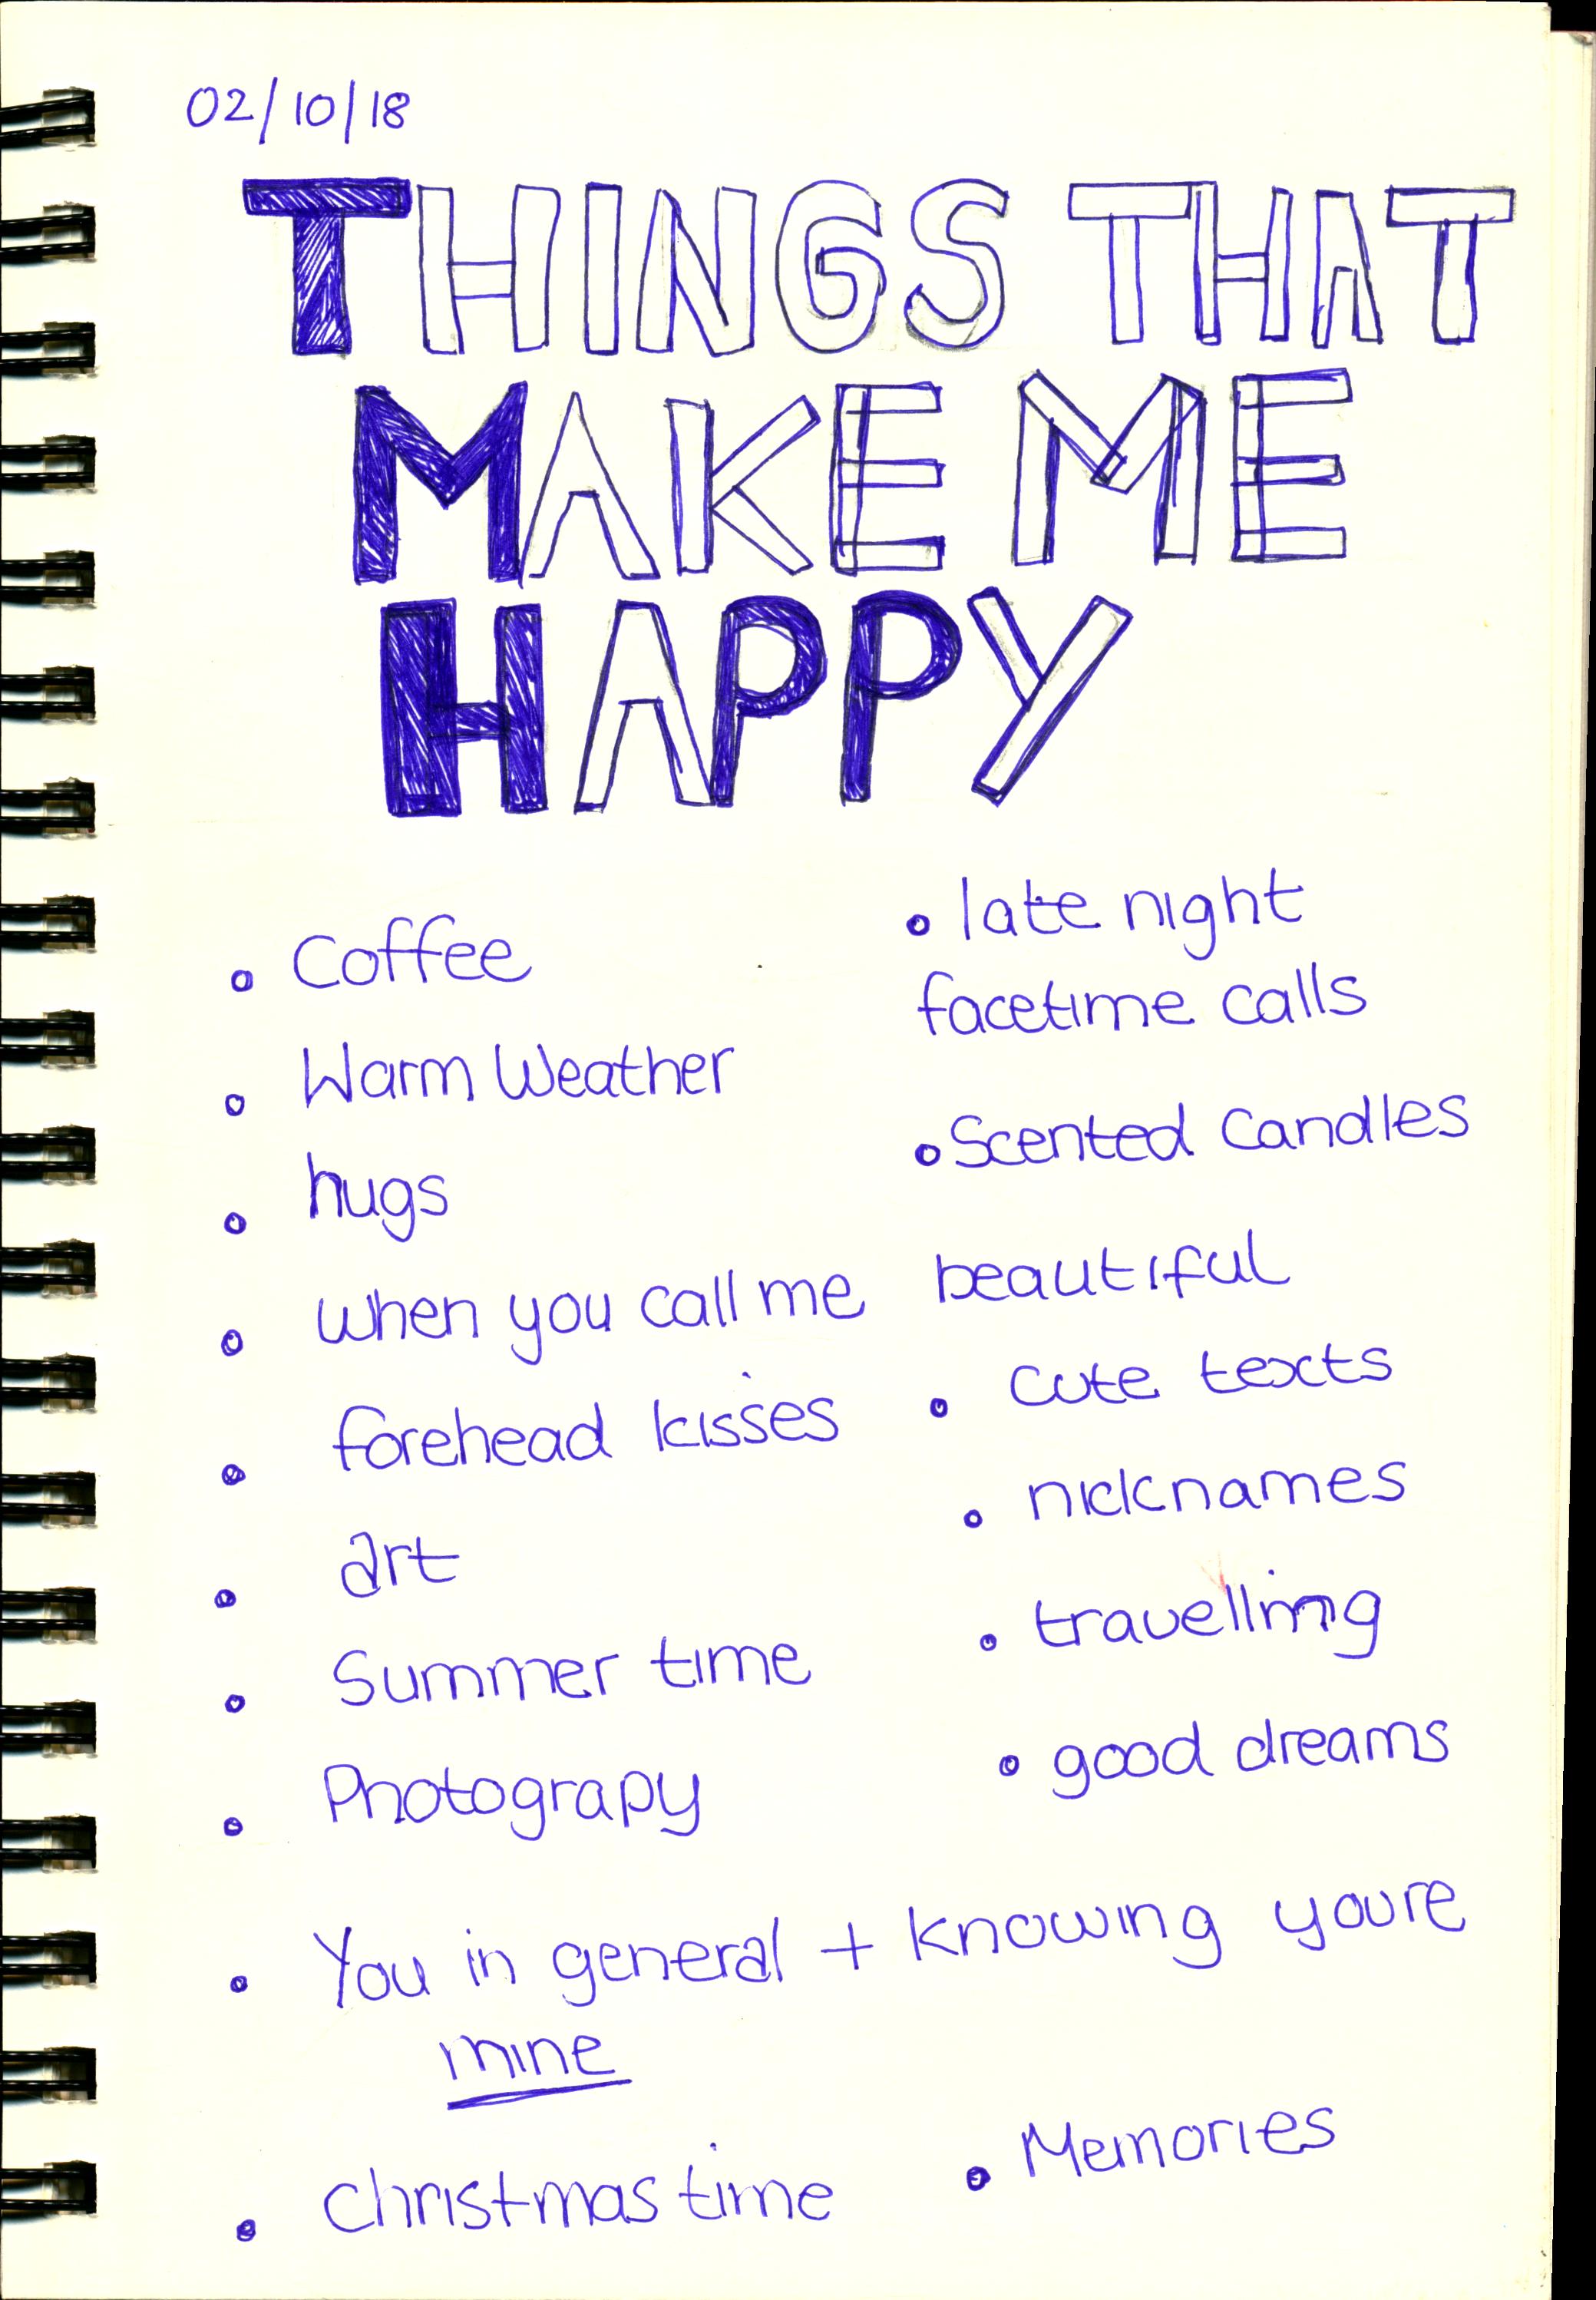 02/10/18
THINGS THAT
MAKE ME
HAPPY
• Coffee
• Warm Weather
• hugs
• when you call me beautiful
• forehead kisses
• art
• Summer time
• Photograpy
• late night
facetime calls
• Scented Candles
• cute texts
• nicknames
• travelling
• good dreams
• You in general + knowing youre
mine
• Christmas time
• Memories